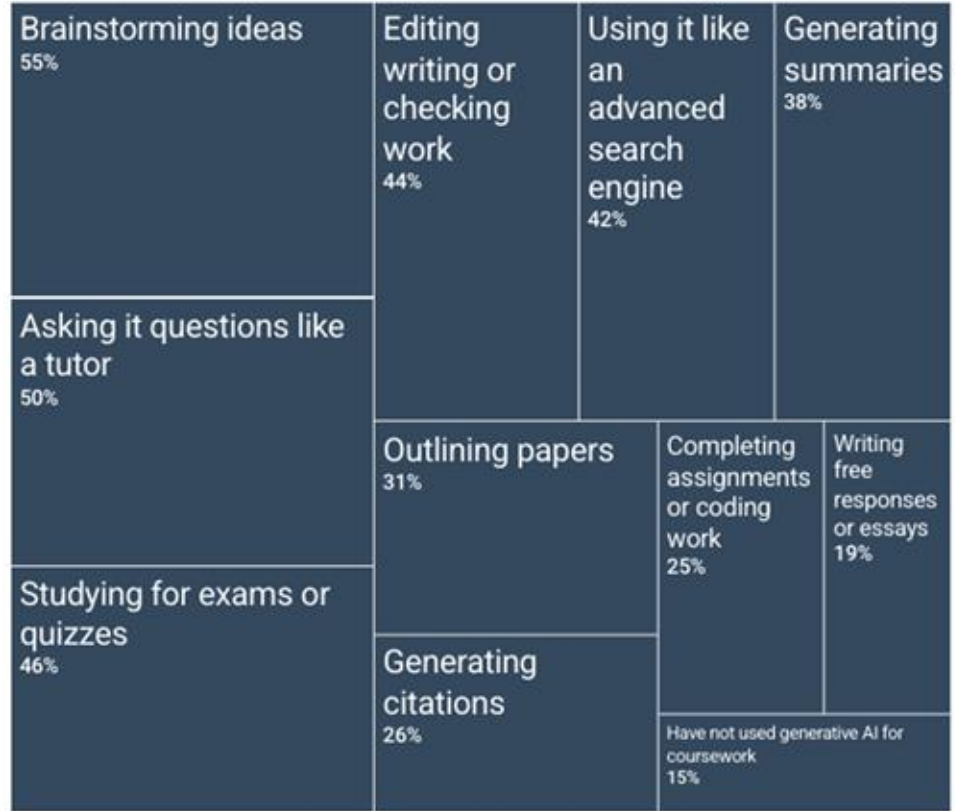 Brainstorming ideas
55%
Asking it questions like
a tutor
50%
Studying for exams or
quizzes
46%
Editing
writing or
checking
work
44%
Using it like
an
advanced
search
engine
42%
Generating
summaries
38%
Outlining papers
31%
Generating
citations
26%
Completing
assignments
or coding
work
25%
Writing
free
responses
or essays
19%
Have not used generative AI for
coursework
15%